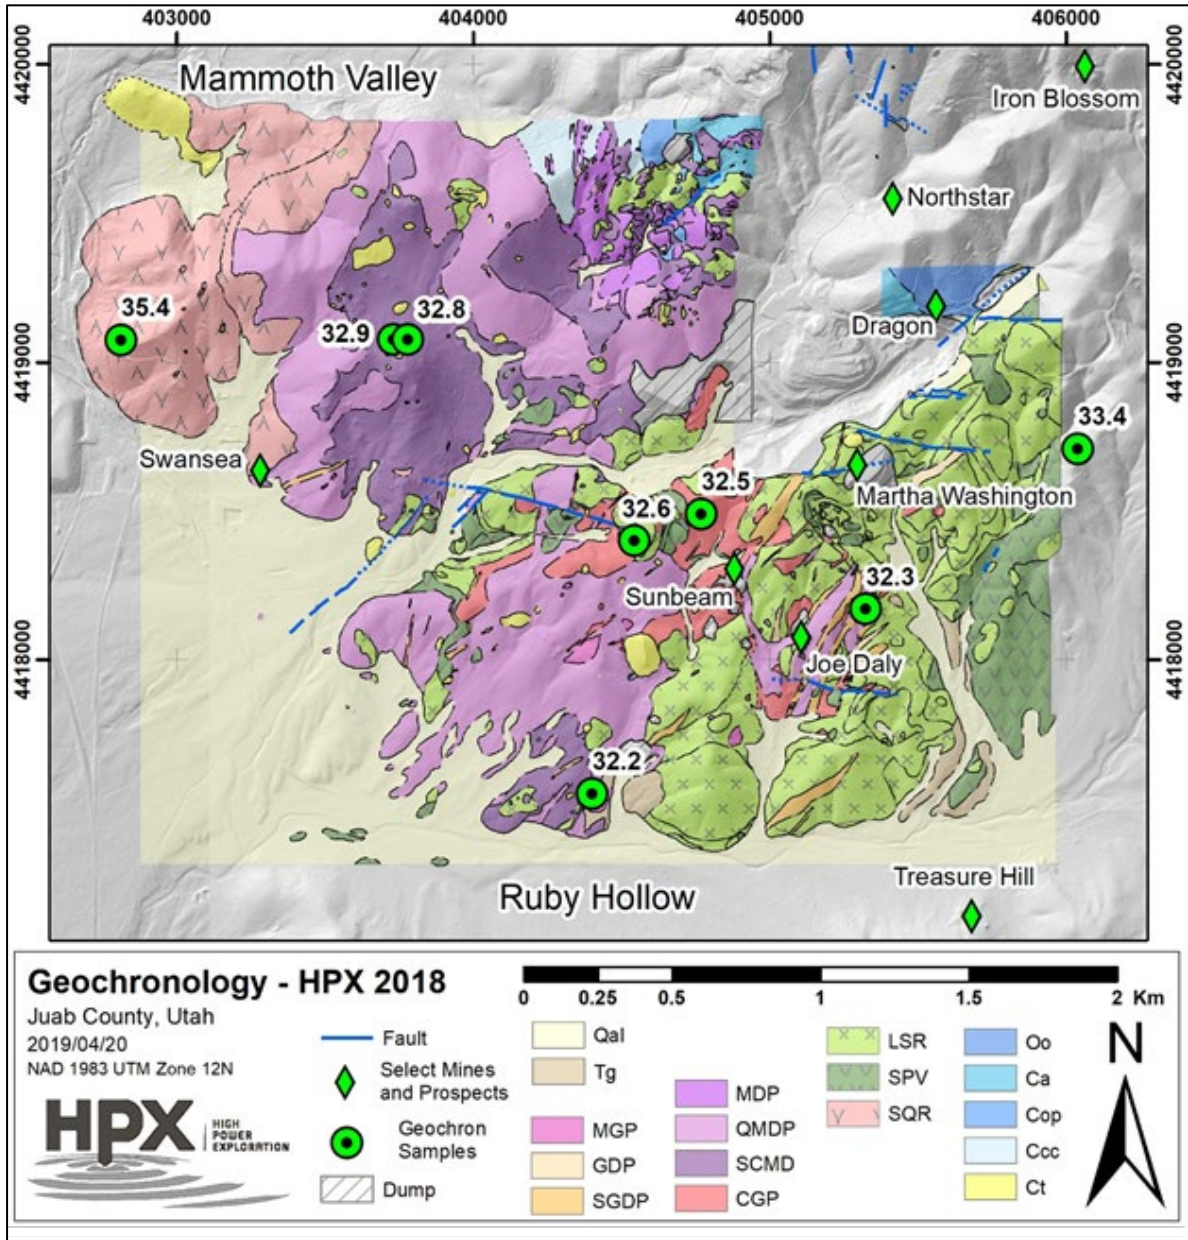 403000 404000 405000 406000
4420000 4420000
Mammoth Valley
Iron Blossom
Northstar
35.4
32.9 32.8
Dragon
4419000 4419000
33.4
Swansea
32.5
Martha Washington
32.6
Sunbeam
32.3
4418000 4418000
Joe Daly
32.2
Treasure Hill
Ruby Hollow
Geochronology - HPX 2018
Juab County, Utah
2019/04/20
NAD 1983 UTM Zone 12N
HPX
HIGH
POWER
EXPLORATION
Fault
Select Mines
and Prospects
Geochron
Samples
Dump
0 0.25 0.5 1 1.5 2 Km
Qal
Tg
MGP
GDP
SGDP
MDP
QMDP
SCMD
CGP
LSR
SPV
SQR
Oo
Ca
Cop
Ccc
Ct
N